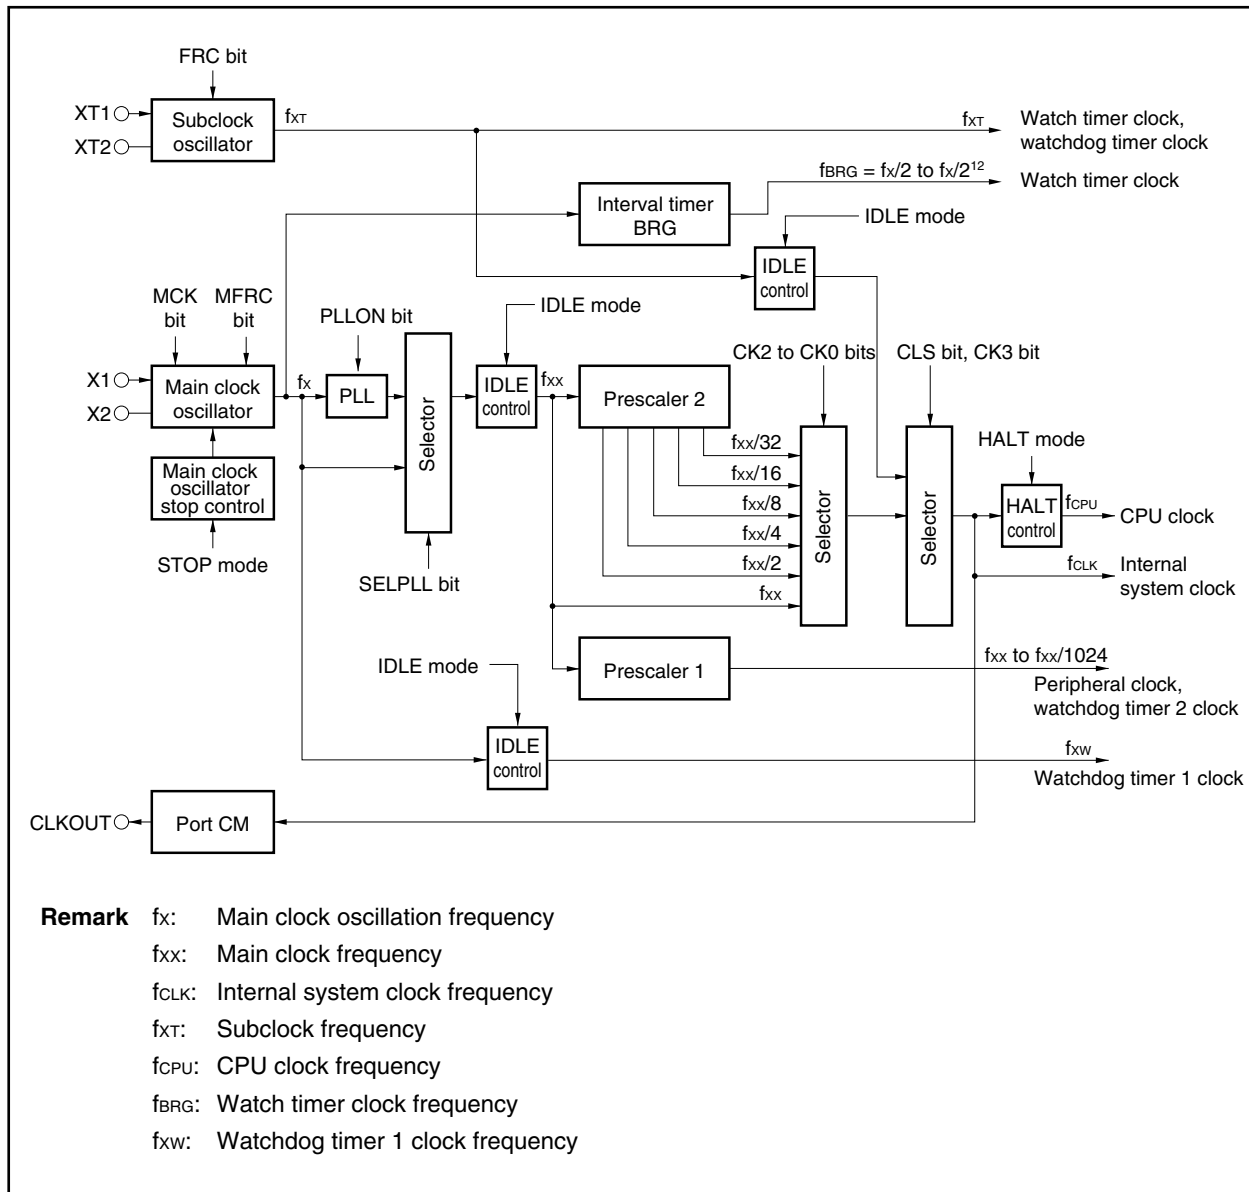 FRC bit
XT1
XT2
Subclock
oscillator
fXT
fXT
Watch timer clock,
watchdog timer clock
fBRG = fX/2 to fX/2¹²
Watch timer clock
Interval timer
BRG
IDLE mode
IDLE
control
MCK
bit
MFRC
bit
PLLON bit
IDLE mode
CK2 to CK0 bits
CLS bit, CK3 bit
X1
X2
Main clock
oscillator
fX
PLL
Selector
IDLE
control
fXX
Prescaler 2
fXX/32
fXX/16
fXX/8
fXX/4
fXX/2
fXX
Selector
Selector
HALT mode
HALT
control
fCPU
CPU clock
fCLK
Internal
system clock
Main clock
oscillator
stop control
STOP mode
SELPLL bit
IDLE mode
Prescaler 1
fXX to fXX/1024
Peripheral clock,
watchdog timer 2 clock
IDLE
control
fXW
Watchdog timer 1 clock
CLKOUT
Port CM
Remark fX: Main clock oscillation frequency
fXX: Main clock frequency
fCLK: Internal system clock frequency
fXT: Subclock frequency
fCPU: CPU clock frequency
fBRG: Watch timer clock frequency
fXW: Watchdog timer 1 clock frequency